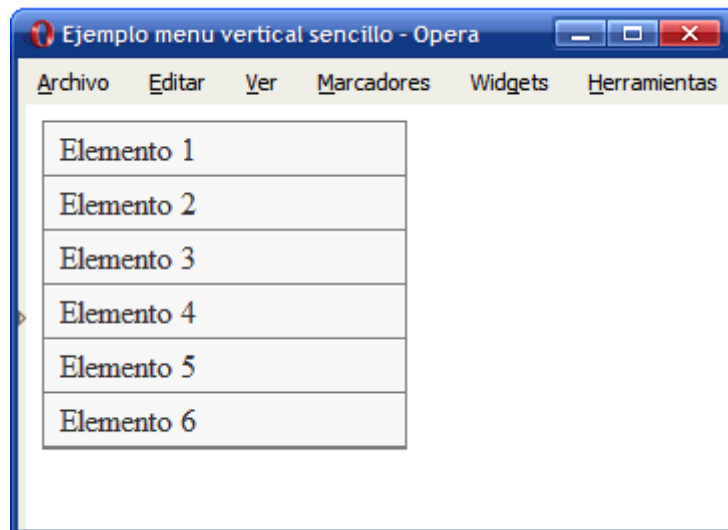 Ejemplo menu vertical sencillo - Opera
Archivo Editar Ver Marcadores Widgets Herramientas
Elemento 1
Elemento 2
Elemento 3
Elemento 4
Elemento 5
Elemento 6